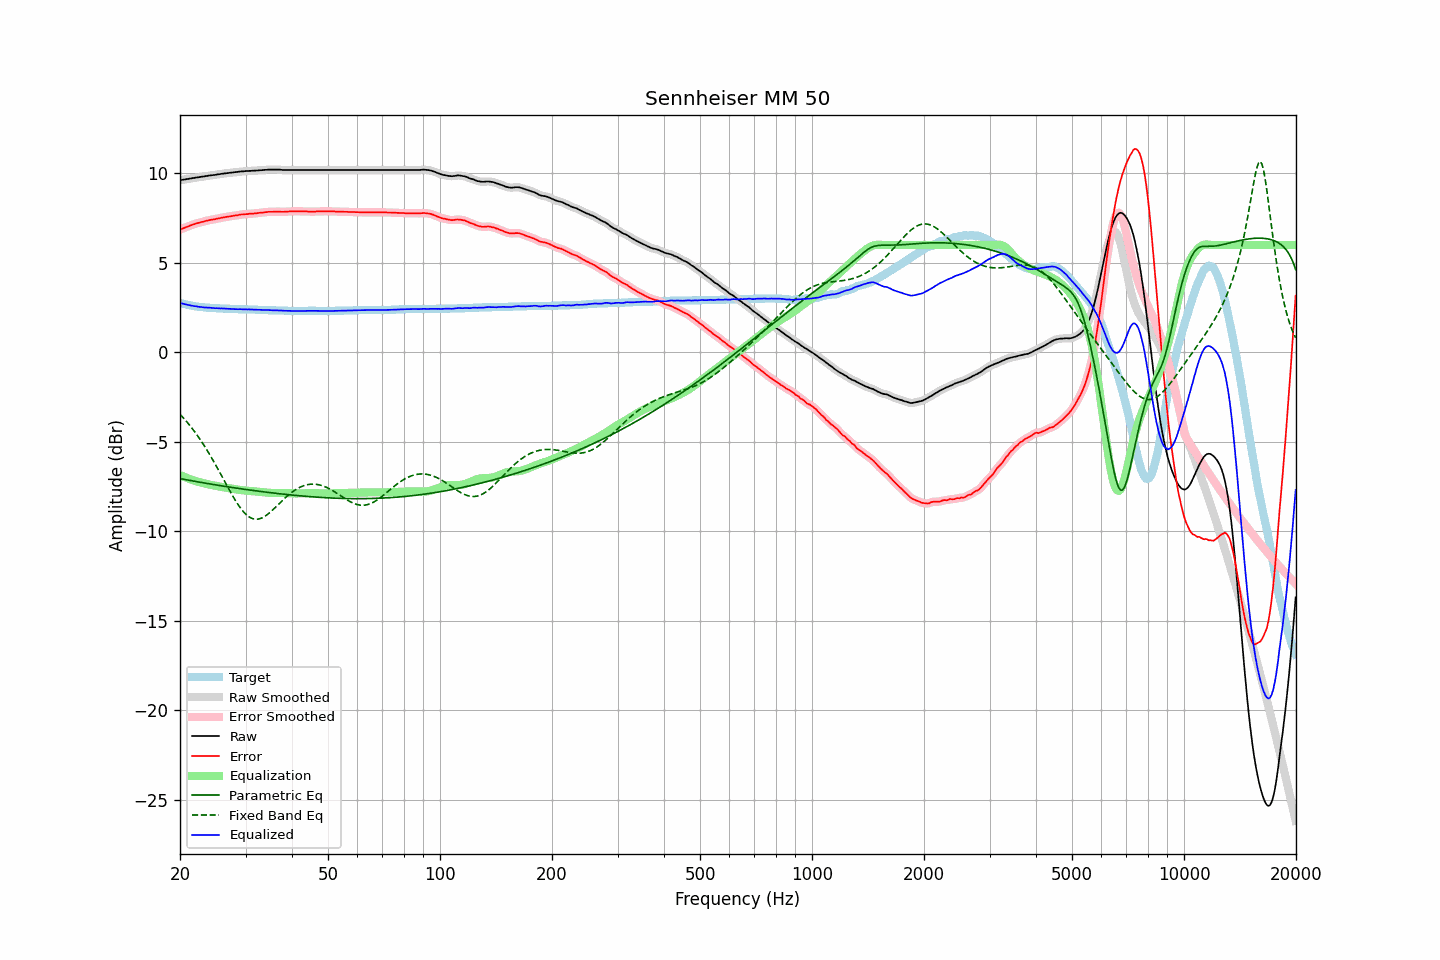 Sennheiser MM 50
Amplitude (dBr)
10
5
0
−5
−10
−15
−20
−25
Target
Raw Smoothed
Error Smoothed
Raw
Error
Equalization
Parametric Eq
Fixed Band Eq
Equalized
20 50 100 200 500 1000 2000 5000 10000 20000
Frequency (Hz)